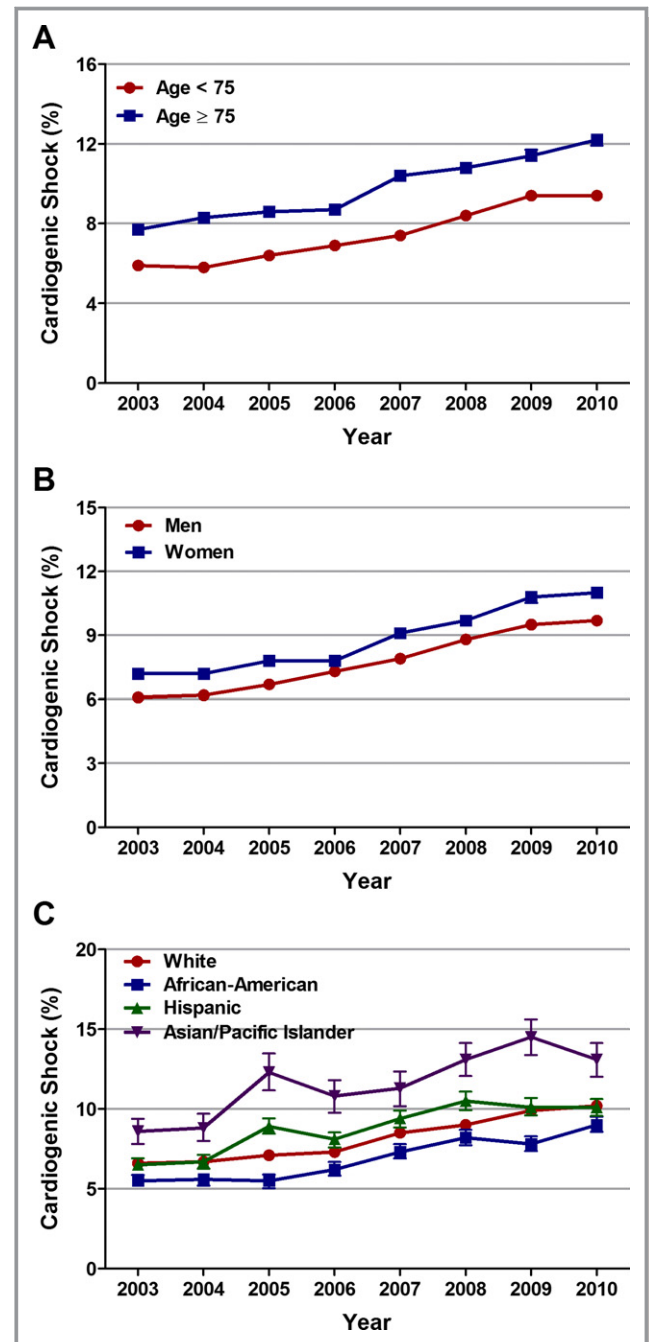 A
16
Age < 75
Age ≥ 75
12
8
4
0
Cardiogenic Shock (%)
2003 2004 2005 2006 2007 2008 2009 2010
Year
B
15
Men
Women
12
9
6
3
0
Cardiogenic Shock (%)
2003 2004 2005 2006 2007 2008 2009 2010
Year
C
20
White
African-American
Hispanic
Asian/Pacific Islander
15
10
5
0
Cardiogenic Shock (%)
2003 2004 2005 2006 2007 2008 2009 2010
Year